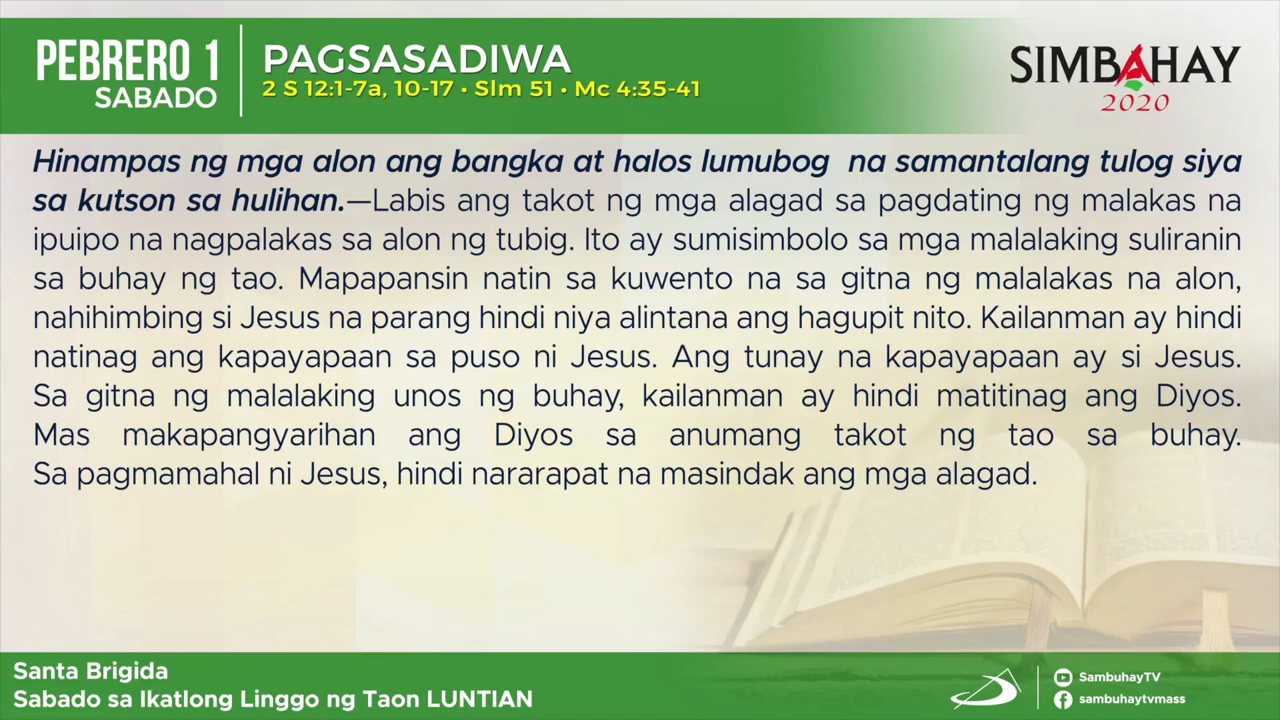 PEBRERO 1
SABADO
PAGSASADIWA
2 S 12:1-7a, 10-17 • Slm 51 • Mc 4:35-41
SIMBAHAY
2020
Hinampas ng mga alon ang bangka at halos lumubog na samantalang tulog siya
sa kutson sa hulihan.—Labis ang takot ng mga alagad sa pagdating ng malakas na
ipuipo na nagpalakas sa alon ng tubig. Ito ay sumisimbolo sa mga malalaking suliranin
sa buhay ng tao. Mapapansin natin sa kuwento na sa gitna ng malalakas na alon,
nahihimbing si Jesus na parang hindi niya alintana ang hagupit nito. Kailanman ay hindi
natinag ang kapayapaan sa puso ni Jesus. Ang tunay na kapayapaan ay si Jesus.
Sa gitna ng malalaking unos ng buhay, kailanman ay hindi matitinag ang Diyos.
Mas makapangyarihan ang Diyos sa anumang takot ng tao sa buhay.
Sa pagmamahal ni Jesus, hindi nararapat na masindak ang mga alagad.
Santa Brigida
Sabado sa Ikatlong Linggo ng Taon LUNTIAN
SambuhayTV
sambuhaytvmass